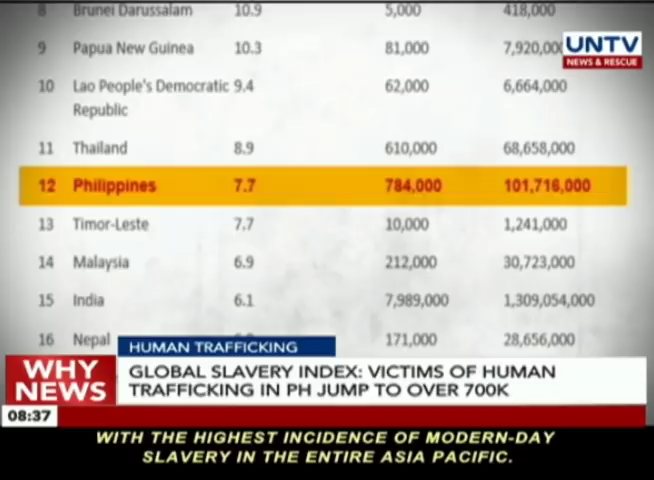 8 Brunei Darussalam 10.9 5,000 418,000
UNTV
NEWS & RESCUE
9 Papua New Guinea 10.3 81,000 7,920,000
10 Lao People's Democratic 9.4 62,000 6,664,000
Republic
11 Thailand 8.9 610,000 68,658,000
12 Philippines 7.7 784,000 101,716,000
13 Timor-Leste 7.7 10,000 1,241,000
14 Malaysia 6.9 212,000 30,723,000
15 India 6.1 7,989,000 1,309,054,000
16 Nepal 171,000 28,656,000
HUMAN TRAFFICKING
WHY
NEWS
GLOBAL SLAVERY INDEX: VICTIMS OF HUMAN
TRAFFICKING IN PH JUMP TO OVER 700K
08:37
WITH THE HIGHEST INCIDENCE OF MODERN-DAY
SLAVERY IN THE ENTIRE ASIA PACIFIC.